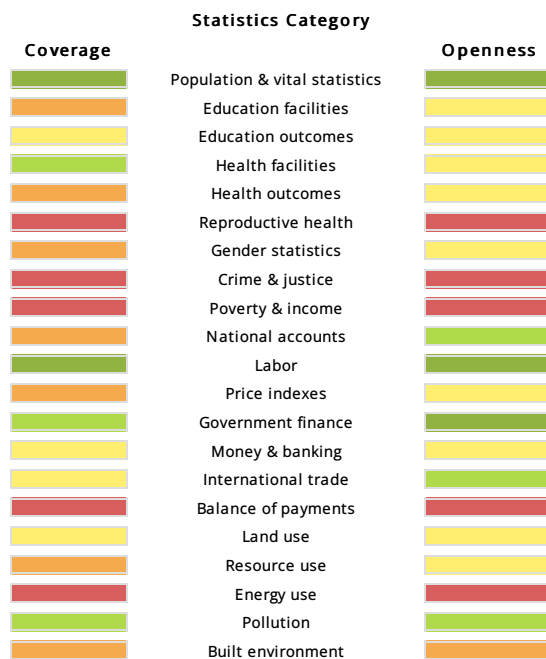 Statistics Category
Coverage Openness
Population & vital statistics
Education facilities
Education outcomes
Health facilities
Health outcomes
Reproductive health
Gender statistics
Crime & justice
Poverty & income
National accounts
Labor
Price indexes
Government finance
Money & banking
International trade
Balance of payments
Land use
Resource use
Energy use
Pollution
Built environment